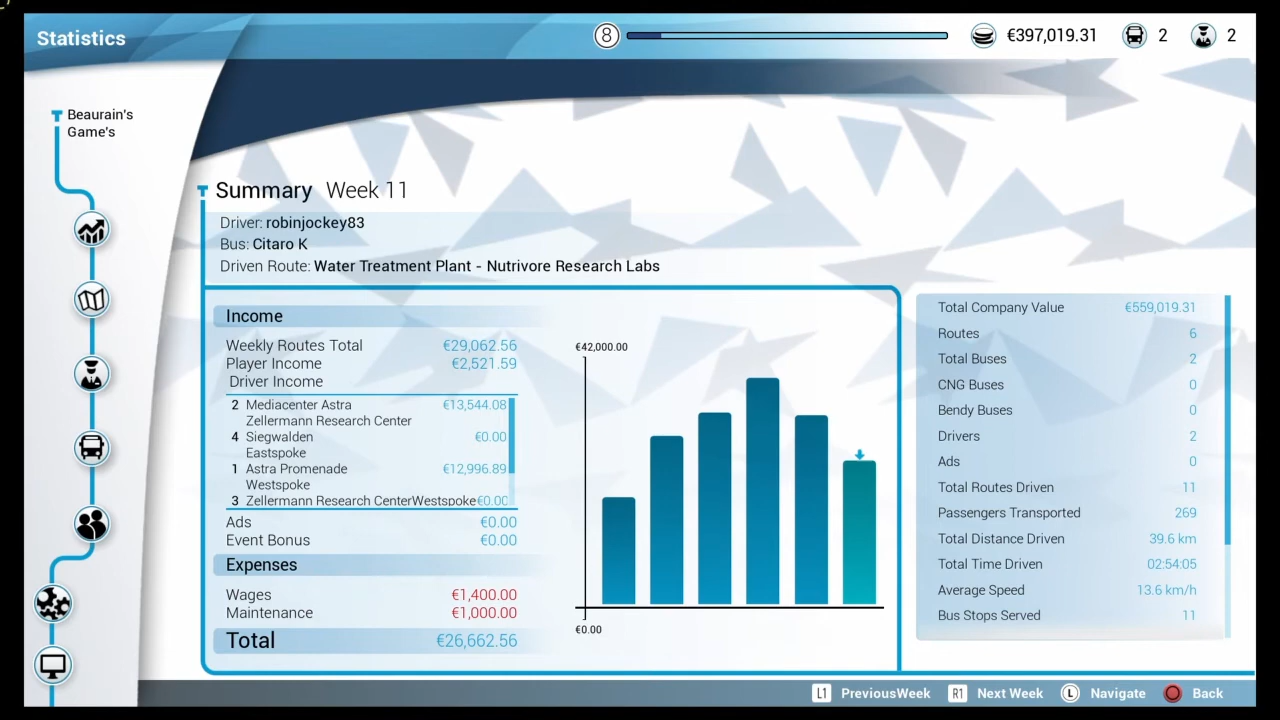 Statistics
8
€397,019.31
2
2
Beaurain's
Game's
Summary Week 11
Driver: robinjockey83
Bus: Citaro K
Driven Route: Water Treatment Plant - Nutrivore Research Labs
Income
Weekly Routes Total €29,062.56
Player Income €2,521.59
Driver Income
2 Mediacenter Astra €13,544.08
Zellermann Research Center
4 Siegwalden €0.00
Eastspoke
1 Astra Promenade €12,996.89
Westspoke
3 Zellermann Research CenterWestspoke €0.00
Ads €0.00
Event Bonus €0.00
Expenses
Wages €1,400.00
Maintenance €1,000.00
Total €26,662.56
€42,000.00
€0.00
Total Company Value €559,019.31
Routes 6
Total Buses 2
CNG Buses 0
Bendy Buses 0
Drivers 2
Ads 0
Total Routes Driven 11
Passengers Transported 269
Total Distance Driven 39.6 km
Total Time Driven 02:54:05
Average Speed 13.6 km/h
Bus Stops Served 11
L1 PreviousWeek R1 Next Week L Navigate Back